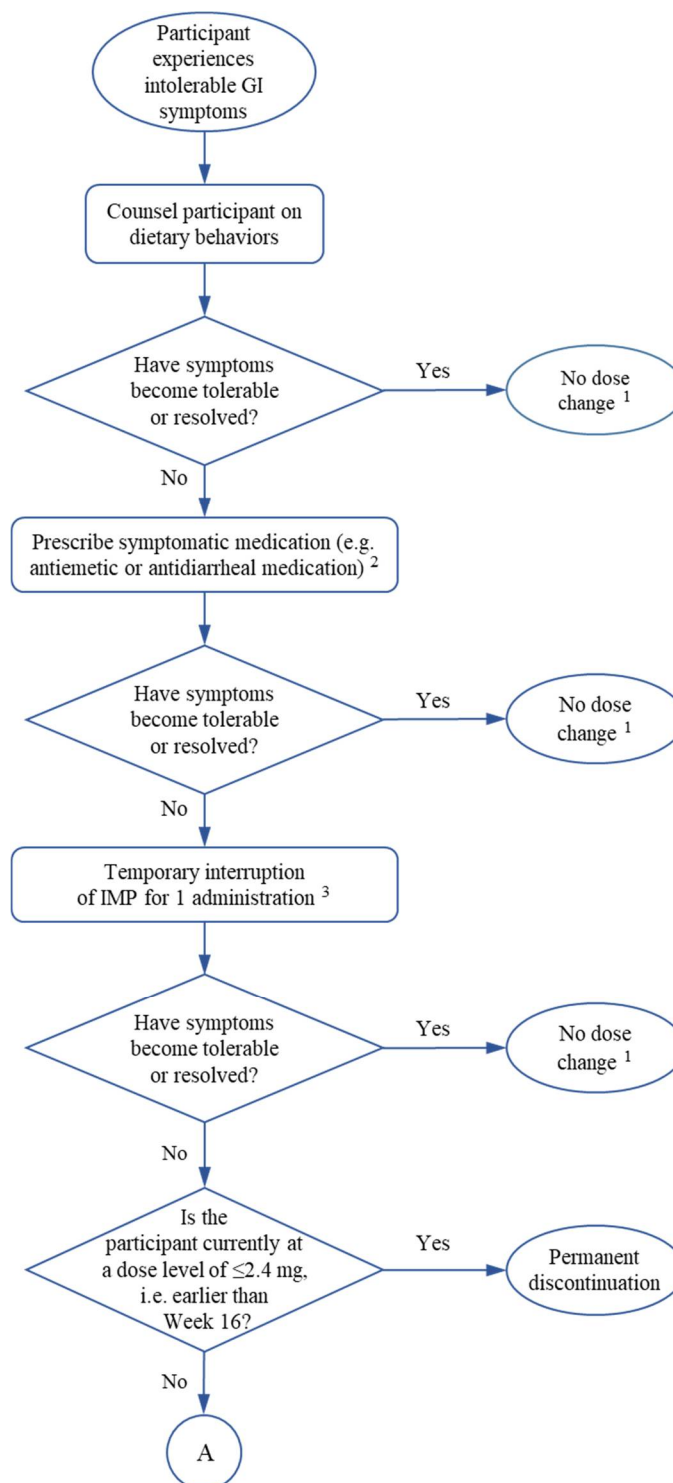 Participant
experiences
intolerable GI
symptoms
Counsel participant on
dietary behaviors
Have symptoms
become tolerable
or resolved?
Yes
No dose
change 1
No
Prescribe symptomatic medication (e.g.
antiemetic or antidiarrheal medication) 2
Have symptoms
become tolerable
or resolved?
Yes
No dose
change 1
No
Temporary interruption
of IMP for 1 administration 3
Have symptoms
become tolerable
or resolved?
Yes
No dose
change 1
No
Is the
participant currently at
a dose level of ≤2.4 mg,
i.e. earlier than
Week 16?
Yes
Permanent
discontinuation
No
A